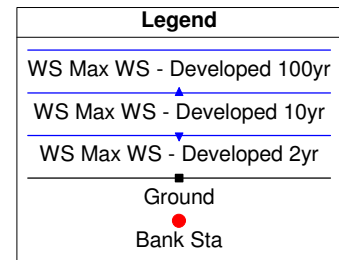 Legend
WS Max WS - Developed 100yr
WS Max WS - Developed 10yr
WS Max WS - Developed 2yr
Ground
Bank Sta